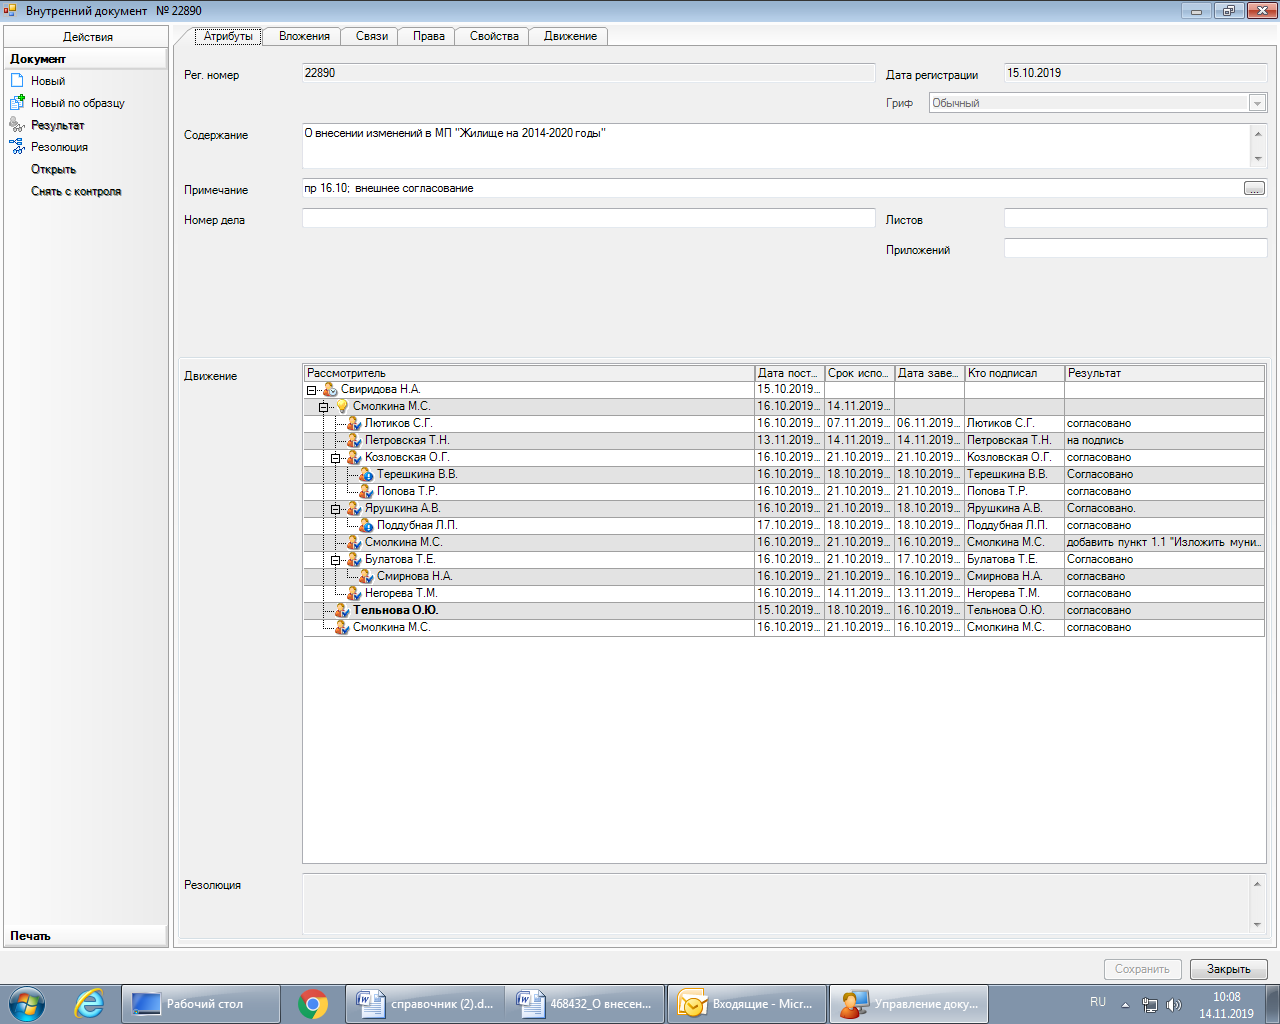 Внутренний документ № 22890
Действия
Документ
Новый
Новый по образцу
Результат
Резолюция
Открыть
Снять с контроля
Печать
Атрибуты Вложения Связи Права Свойства Движение
Рег. номер 22890 Дата регистрации 15.10.2019
Гриф Обычный
Содержание О внесении изменений в МП "Жилище на 2014-2020 годы"
Примечание пр 16.10; внешнее согласование ...
Номер дела Листов
Приложений
Движение
Рассмотритель Дата пост... Срок испо... Дата заве... Кто подписал Результат
Свиридова Н.А. 15.10.2019...
Смолкина М.С. 16.10.2019... 14.11.2019...
Лютиков С.Г. 16.10.2019... 07.11.2019... 06.11.2019... Лютиков С.Г. согласовано
Петровская Т.Н. 13.11.2019... 14.11.2019... 14.11.2019... Петровская Т.Н. на подпись
Козловская О.Г. 16.10.2019... 21.10.2019... 21.10.2019... Козловская О.Г. согласовано
Терешкина В.В. 16.10.2019... 18.10.2019... 18.10.2019... Терешкина В.В. Согласовано
Попова Т.Р. 16.10.2019... 21.10.2019... 21.10.2019... Попова Т.Р. согласовано
Ярушкина А.В. 16.10.2019... 21.10.2019... 18.10.2019... Ярушкина А.В. Согласовано.
Поддубная Л.П. 17.10.2019... 18.10.2019... 18.10.2019... Поддубная Л.П. согласовано
Смолкина М.С. 16.10.2019... 21.10.2019... 16.10.2019... Смолкина М.С. добавить пункт 1.1 "Изложить муни...
Булатова Т.Е. 16.10.2019... 21.10.2019... 17.10.2019... Булатова Т.Е. Согласовано
Смирнова Н.А. 16.10.2019... 21.10.2019... 16.10.2019... Смирнова Н.А. согласвано
Негорева Т.М. 16.10.2019... 14.11.2019... 13.11.2019... Негорева Т.М. согласовано
Тельнова О.Ю. 15.10.2019... 18.10.2019... 16.10.2019... Тельнова О.Ю. согласовано
Смолкина М.С. 16.10.2019... 21.10.2019... 16.10.2019... Смолкина М.С. согласовано
Резолюция
Сохранить Закрыть
Рабочий стол справочник (2).d... 468432_О внесен... Входящие - Micr... Управление доку... RU 10:08
14.11.2019